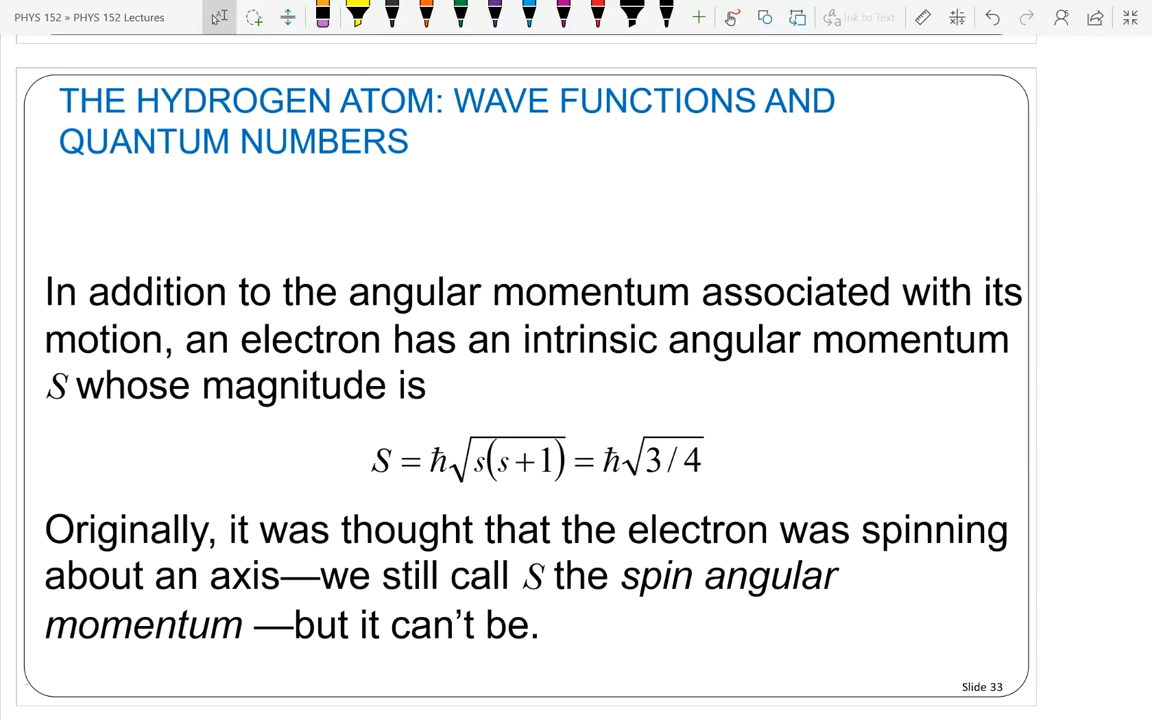 PHYS 152 » PHYS 152 Lectures
Ink to Text
THE HYDROGEN ATOM: WAVE FUNCTIONS AND
QUANTUM NUMBERS
In addition to the angular momentum associated with its
motion, an electron has an intrinsic angular momentum
S whose magnitude is
S = ℏ√s(s+1) = ℏ√3/4
Originally, it was thought that the electron was spinning
about an axis—we still call S the spin angular
momentum —but it can’t be.
Slide 33